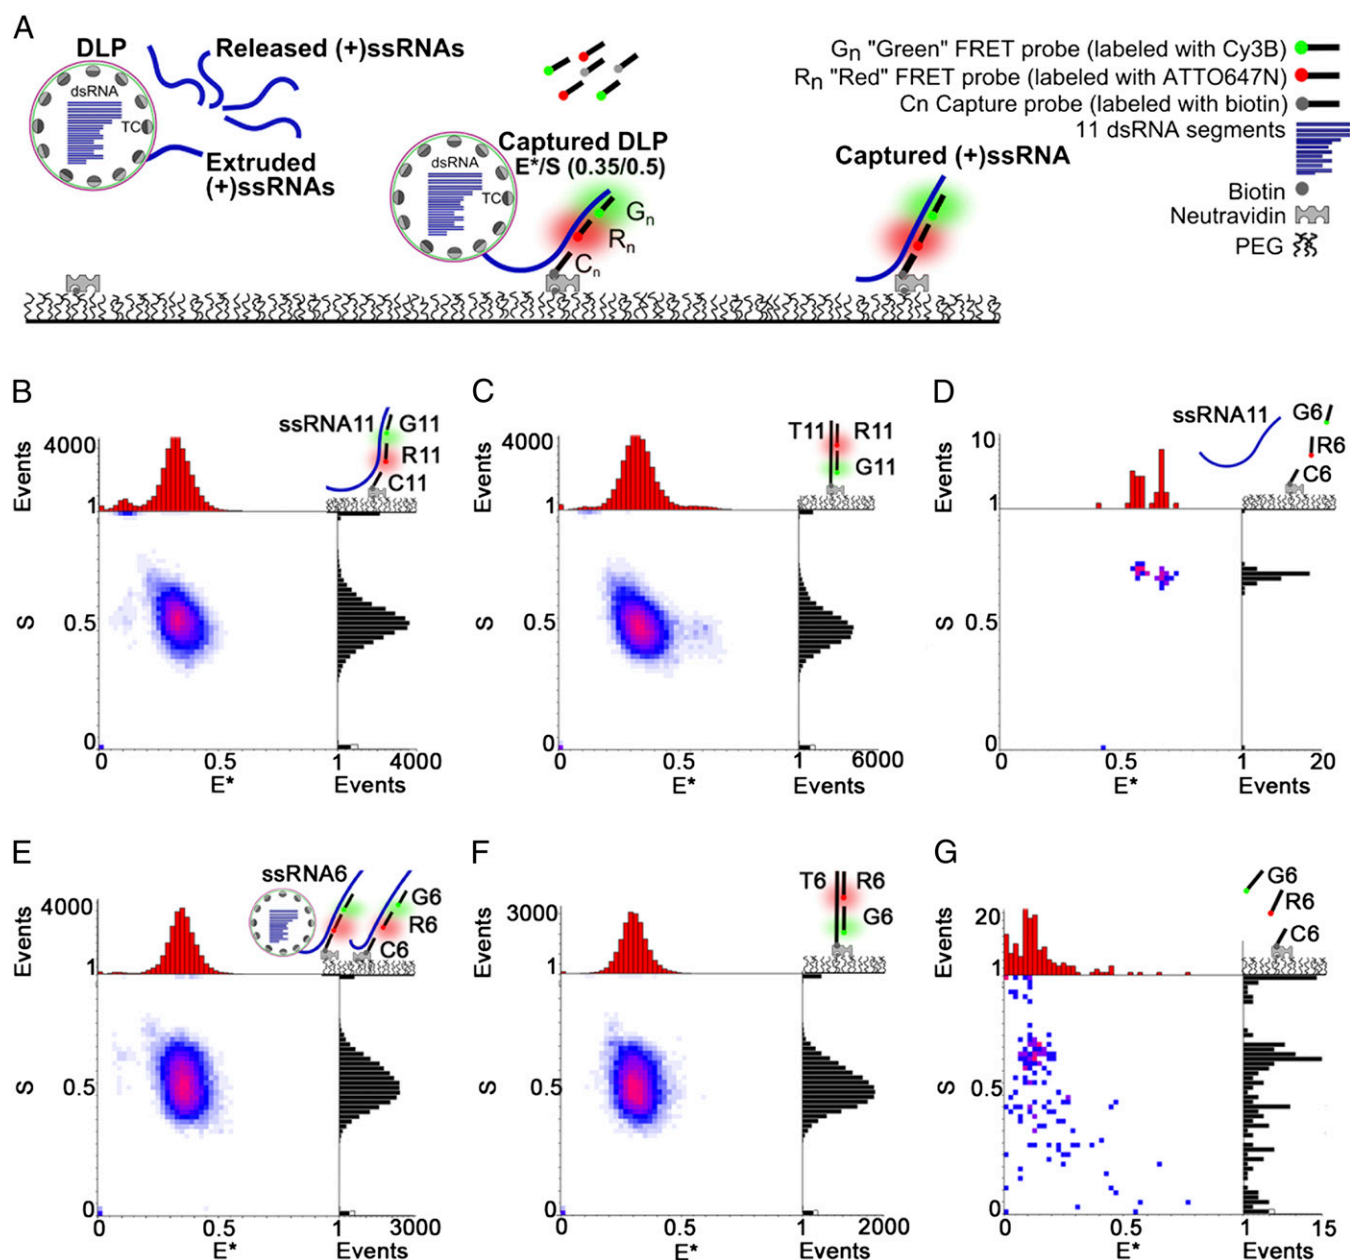 A
DLP
dsRNA
TC
Released (+)ssRNAs
Extruded
(+)ssRNAs
Captured DLP
E*/S (0.35/0.5)
dsRNA
TC
Gn
Rn
Cn
Captured (+)ssRNA
Gn "Green" FRET probe (labeled with Cy3B)
Rn "Red" FRET probe (labeled with ATTO647N)
Cn Capture probe (labeled with biotin)
11 dsRNA segments
Biotin
Neutravidin
PEG
B
Events
4000
1
ssRNA11
G11
R11
C11
S
0.5
0
0
0.5
1
4000
E*
Events
C
Events
4000
1
T11
R11
G11
S
0.5
0
0
0.5
1
6000
E*
Events
D
Events
10
1
ssRNA11
G6
R6
C6
S
0.5
0
0
0.5
1
20
E*
Events
E
Events
4000
1
ssRNA6
G6
R6
C6
S
0.5
0
0
0.5
1
3000
E*
Events
F
Events
3000
1
T6
R6
G6
S
0.5
0
0
0.5
1
2000
E*
Events
G
Events
20
1
G6
R6
C6
S
0.5
0
0
0.5
1
15
E*
Events